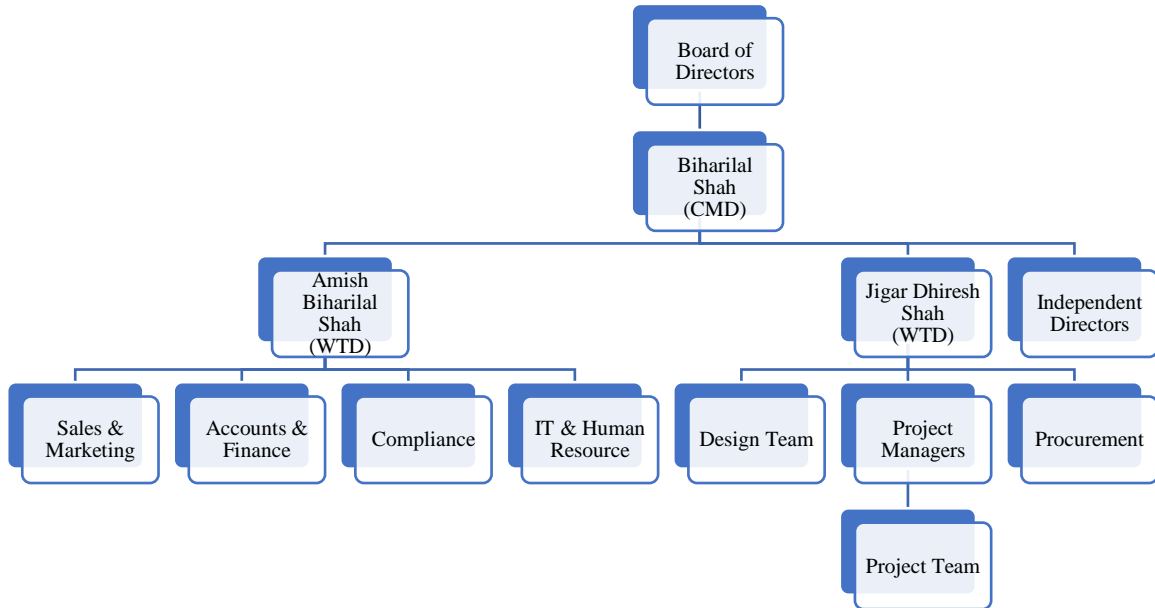 Board of
Directors
Biharilal
Shah
(CMD)
Amish
Biharilal
Shah
(WTD)
Jigar Dhiresh
Shah
(WTD)
Independent
Directors
Sales &
Marketing
Accounts &
Finance
Compliance
IT & Human
Resource
Design Team
Project
Managers
Procurement
Project Team